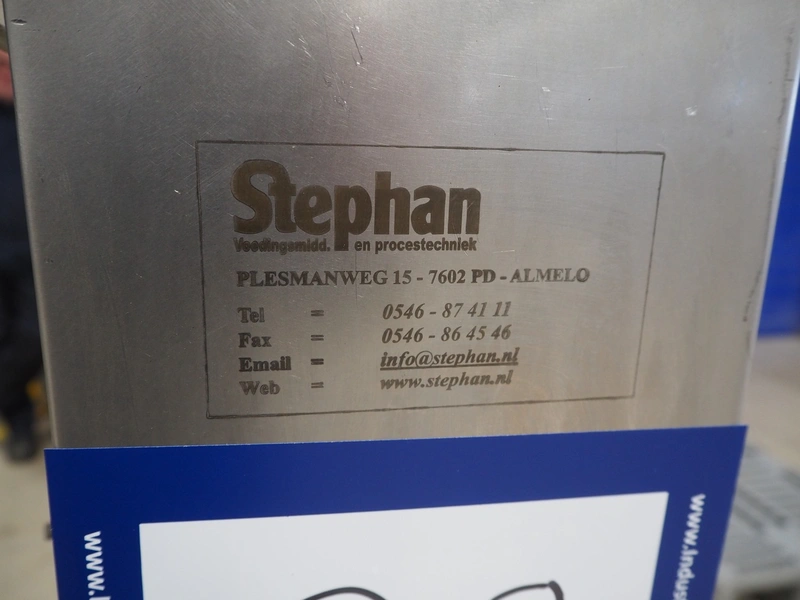 Stephan
Voedingsmidd. en procestechniek
PLESMANWEG 15 - 7602 PD - ALMELO
Tel = 0546 - 87 41 11
Fax = 0546 - 86 45 46
Email = info@stephan.nl
Web = www.stephan.nl